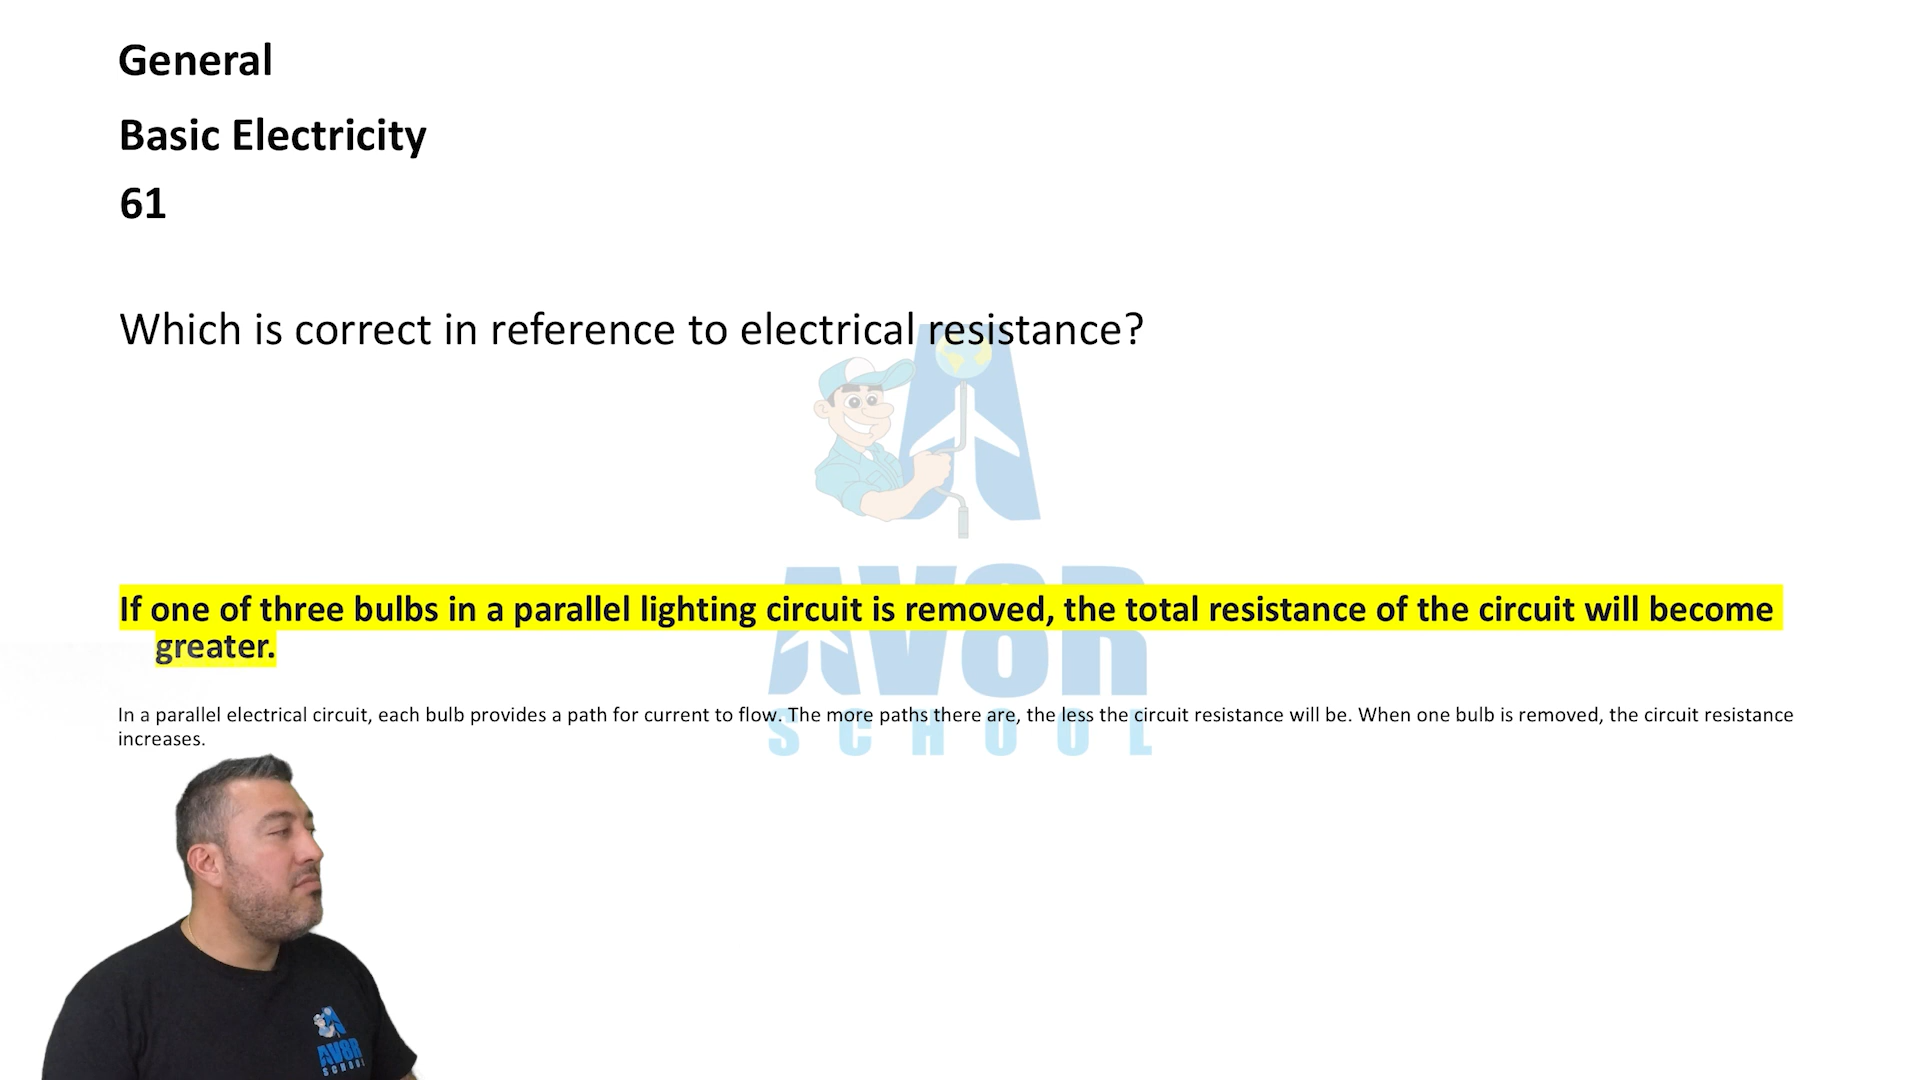 General
Basic Electricity
61
Which is correct in reference to electrical resistance?
If one of three bulbs in a parallel lighting circuit is removed, the total resistance of the circuit will become
greater.
In a parallel electrical circuit, each bulb provides a path for current to flow. The more paths there are, the less the circuit resistance will be. When one bulb is removed, the circuit resistance
increases.
AV8R
SCHOOL
AV8R
SCHOOL